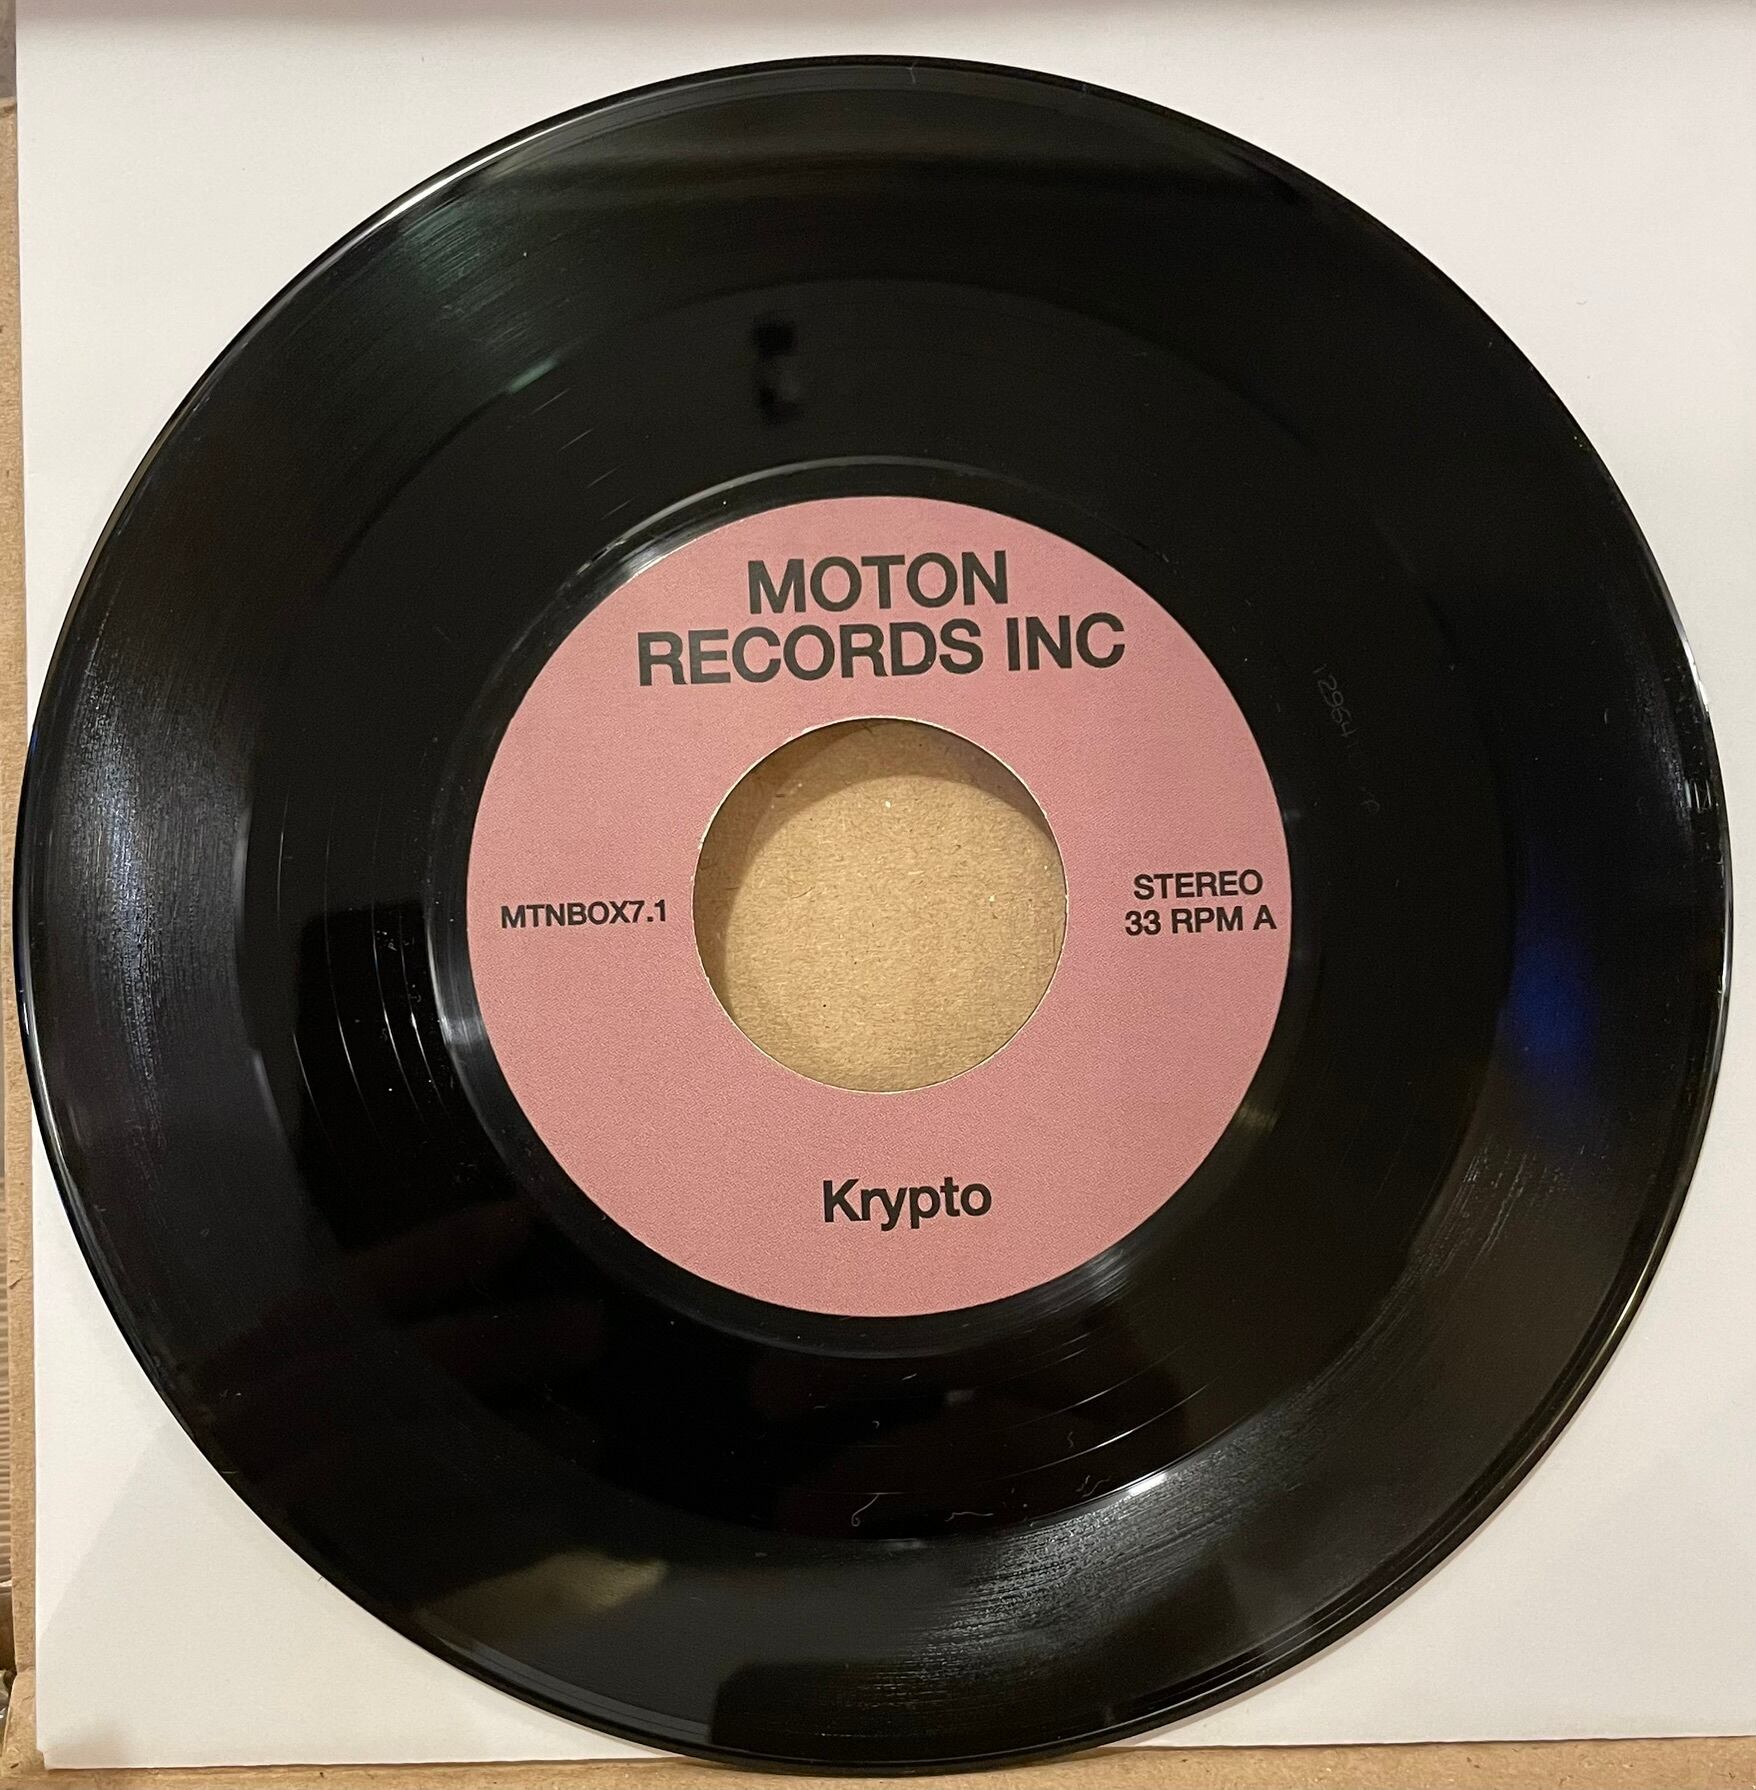 MOTON
RECORDS INC
MTNBOX7.1
STEREO
33 RPM A
Krypto